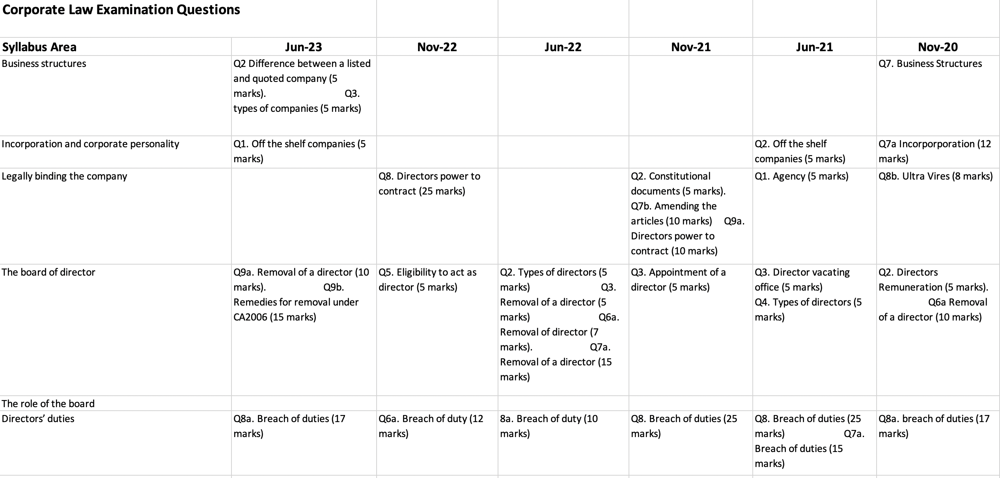 Corporate Law Examination Questions
Syllabus Area Jun-23 Nov-22 Jun-22 Nov-21 Jun-21 Nov-20
Business structures
Q2 Difference between a listed
and quoted company (5
marks). Q3.
types of companies (5 marks)
Q7. Business Structures
Incorporation and corporate personality
Q1. Off the shelf companies (5
marks)
Q2. Off the shelf
companies (5 marks)
Q7a Incorporporation (12
marks)
Legally binding the company
Q8. Directors power to
contract (25 marks)
Q2. Constitutional
documents (5 marks).
Q7b. Amending the
articles (10 marks) Q9a.
Directors power to
contract (10 marks)
Q1. Agency (5 marks)
Q8b. Ultra Vires (8 marks)
The board of director
Q9a. Removal of a director (10
marks). Q9b.
Remedies for removal under
CA2006 (15 marks)
Q5. Eligibility to act as
director (5 marks)
Q2. Types of directors (5
marks) Q3.
Removal of a director (5
marks) Q6a.
Removal of director (7
marks). Q7a.
Removal of a director (15
marks)
Q3. Appointment of a
director (5 marks)
Q3. Director vacating
office (5 marks)
Q4. Types of directors (5
marks)
Q2. Directors
Remuneration (5 marks).
Q6a Removal
of a director (10 marks)
The role of the board
Directors’ duties
Q8a. Breach of duties (17
marks)
Q6a. Breach of duty (12
marks)
8a. Breach of duty (10
marks)
Q8. Breach of duties (25
marks)
Q8. Breach of duties (25
marks) Q7a.
Breach of duties (15
marks)
Q8a. breach of duties (17
marks)